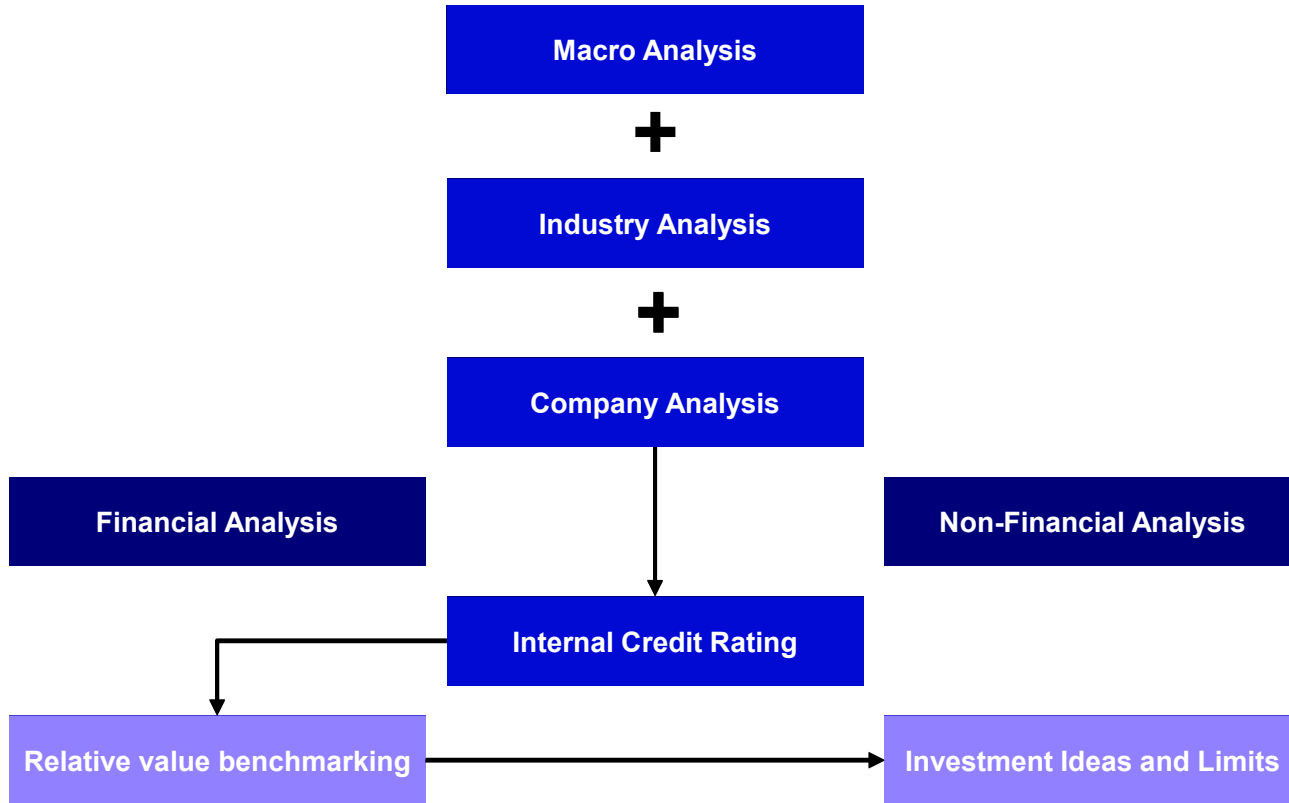 Macro Analysis
+
Industry Analysis
+
Company Analysis
Financial Analysis
Non-Financial Analysis
Internal Credit Rating
Relative value benchmarking
Investment Ideas and Limits